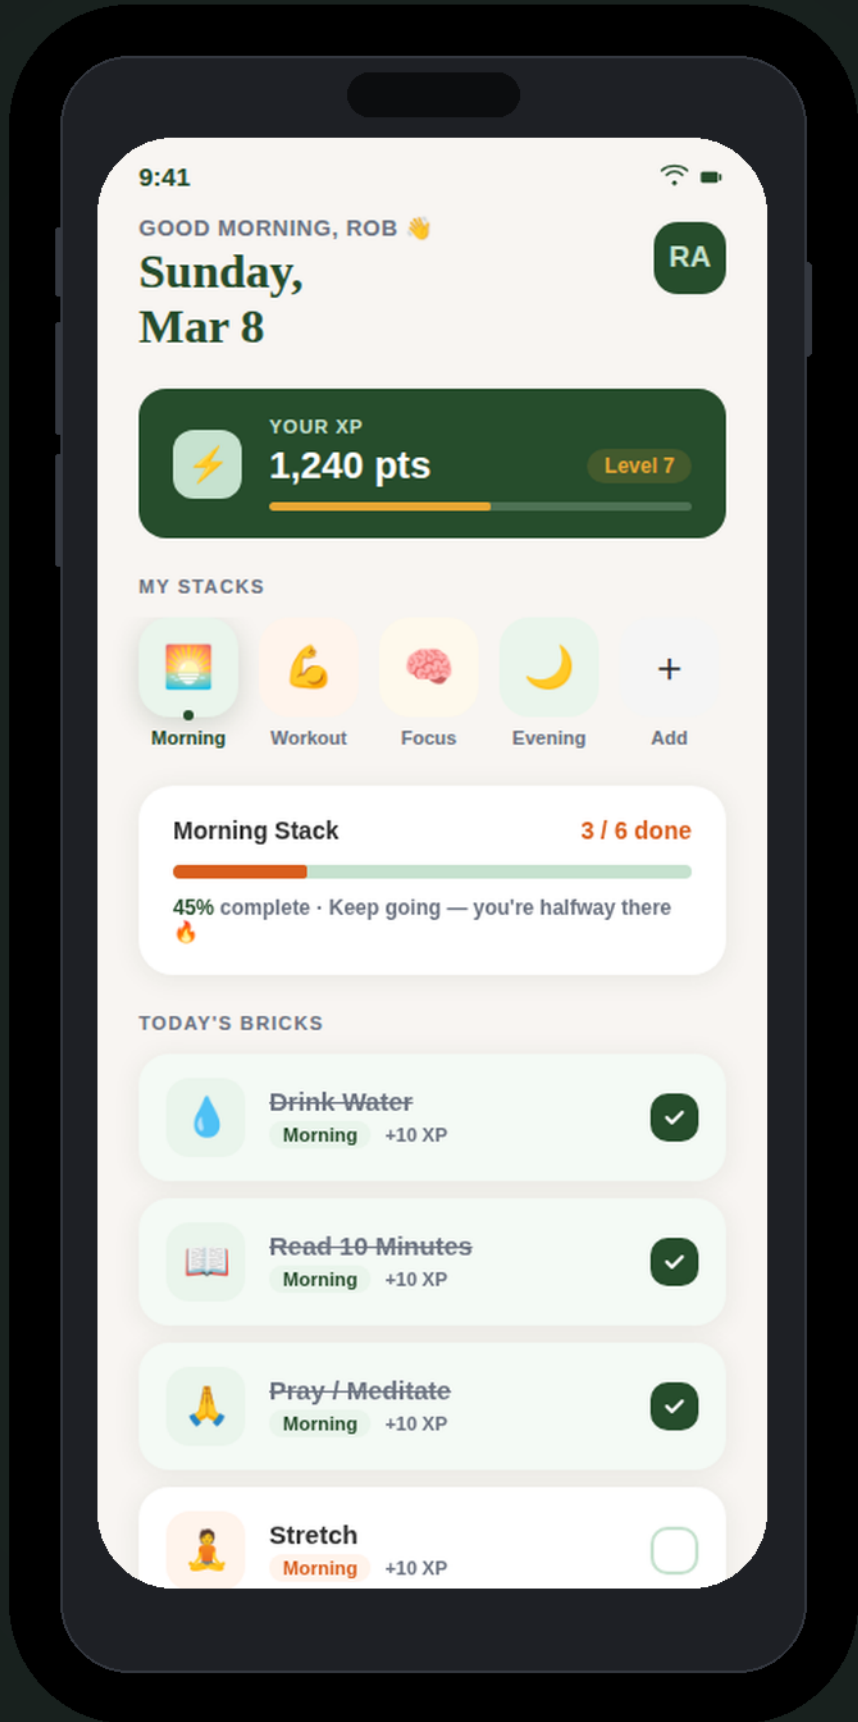 9:41
GOOD MORNING, ROB 👋
RA
Sunday,
Mar 8
YOUR XP
1,240 pts
Level 7
MY STACKS
Morning
Workout
Focus
Evening
+
Add
Morning Stack
3 / 6 done
45% complete · Keep going — you're halfway there
🔥
TODAY'S BRICKS
Drink Water
Morning +10 XP
Read 10 Minutes
Morning +10 XP
Pray / Meditate
Morning +10 XP
Stretch
Morning +10 XP